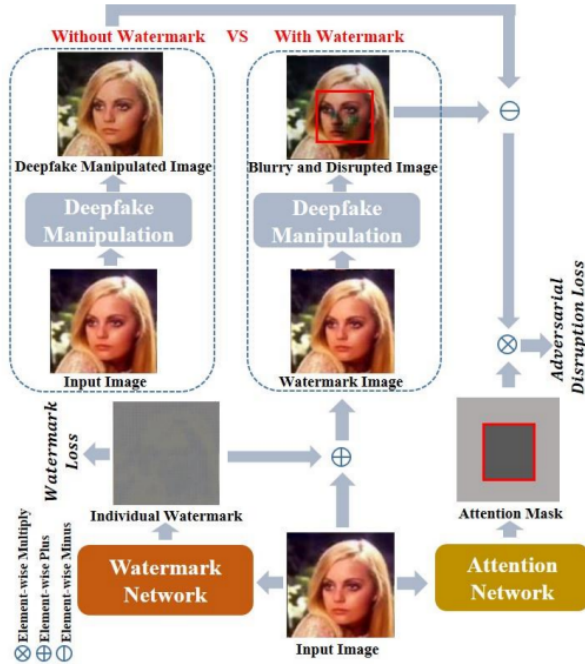 Without Watermark VS With Watermark
Deepfake Manipulated Image
Blurry and Disrupted Image
Deepfake
Manipulation
Deepfake
Manipulation
Input Image
Watermark Image
Adversarial
Disruption Loss
Watermark
Loss
Individual Watermark
Attention Mask
Watermark
Network
Attention
Network
Input Image
Element-wise Multiply
Element-wise Plus
Element-wise Minus